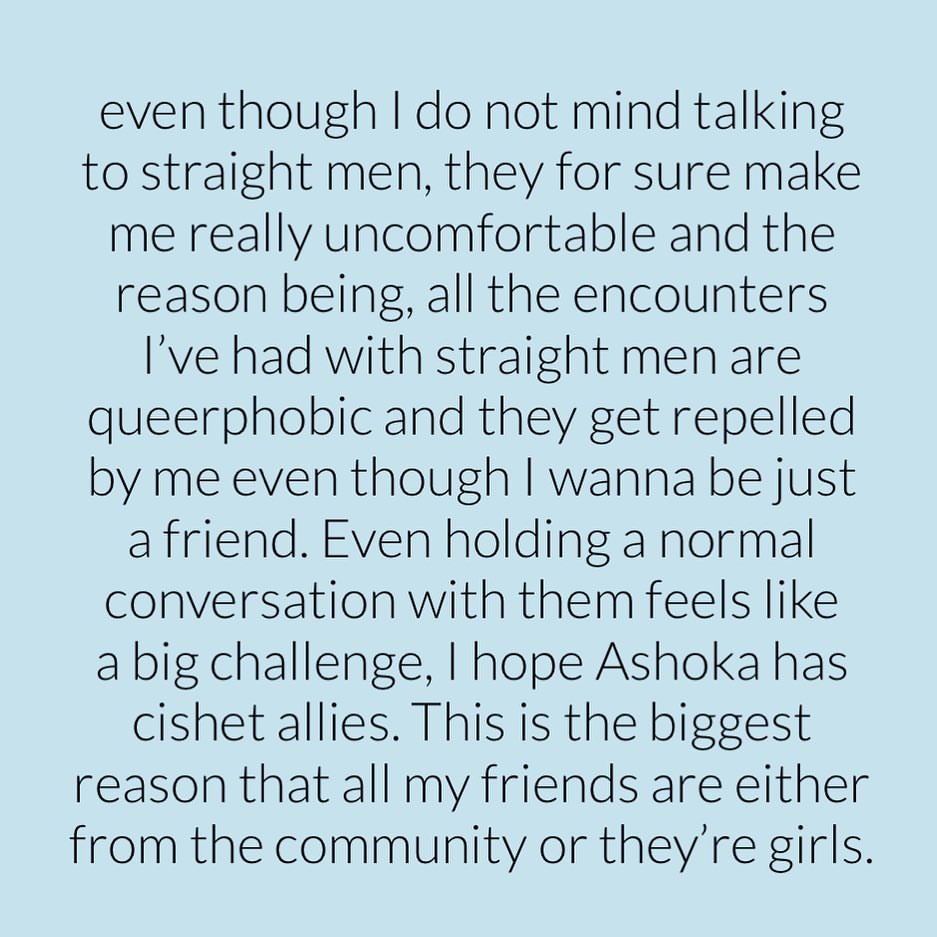 even though I do not mind talking
to straight men, they for sure make
me really uncomfortable and the
reason being, all the encounters
I’ve had with straight men are
queerphobic and they get repelled
by me even though I wanna be just
a friend. Even holding a normal
conversation with them feels like
a big challenge, I hope Ashoka has
cishet allies. This is the biggest
reason that all my friends are either
from the community or they’re girls.